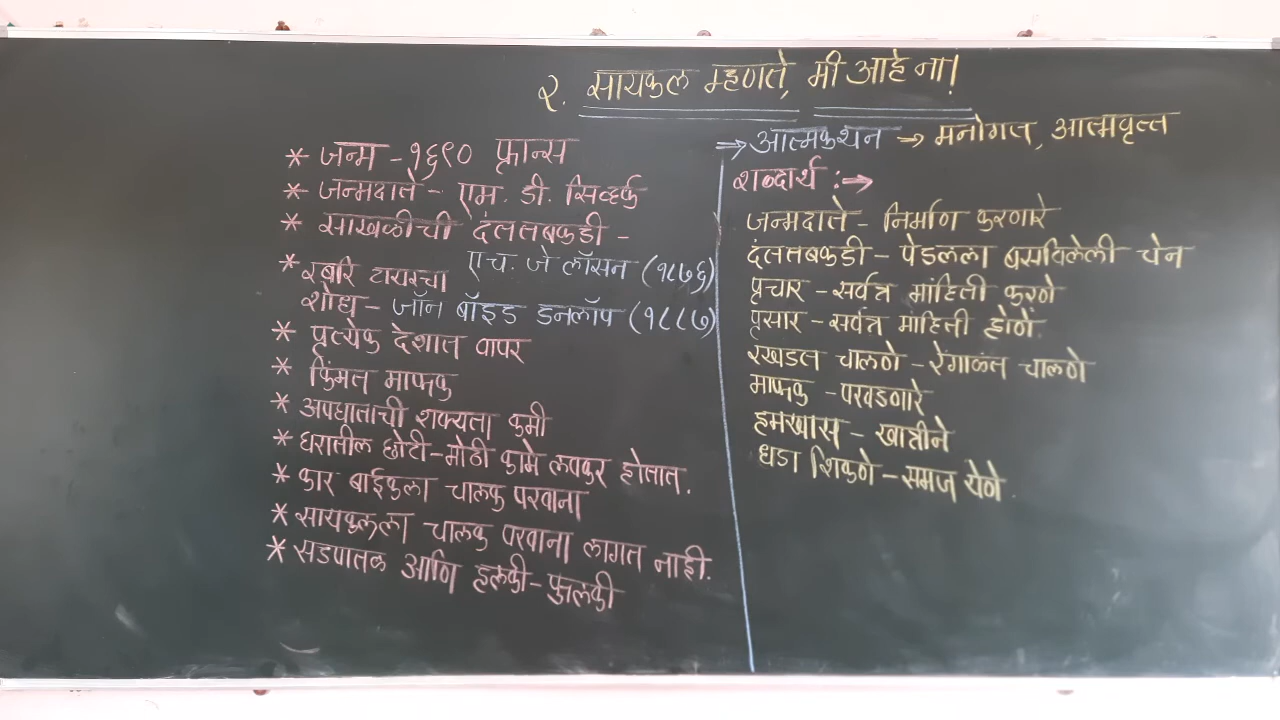 २. सायकल म्हणते, मी आहे ना!
⇒ आत्मकथन → मनोगत, आत्मवृत्त
* जन्म - १६९० फ्रान्स
* जन्मदाते - एम. डी. सिव्हर्क
* साखळीची दंततबकडी -
एच. जे लॉसन (१८७६)
* रबरि टायरचा
शोध - जॉन बॉइड डनलॉप (१८८७)
* प्रत्येक देशात वापर
* किंमत माफक
* अपघाताची शक्यता कमी
* घरातील छोटी-मोठी कामे लवकर होतात.
* कार बाईकला चालक परवाना
* सायकलला चालक परवाना लागत नाही.
* सडपातळ आणि हलकी-फुलकी
शब्दार्थ :→
जन्मदाते - निर्माण करणारे
दंततबकडी - पेडलला बसविलेली चेन
प्रचार - सर्वत्र मांहिती करणे
प्रसार - सर्वत्र मांहिती होणे.
रखडत चालणे - रेंगाळत चालणे
माफक - परवडणारे
हमखास - खात्रीने
धडा शिकणे - समज येणे.